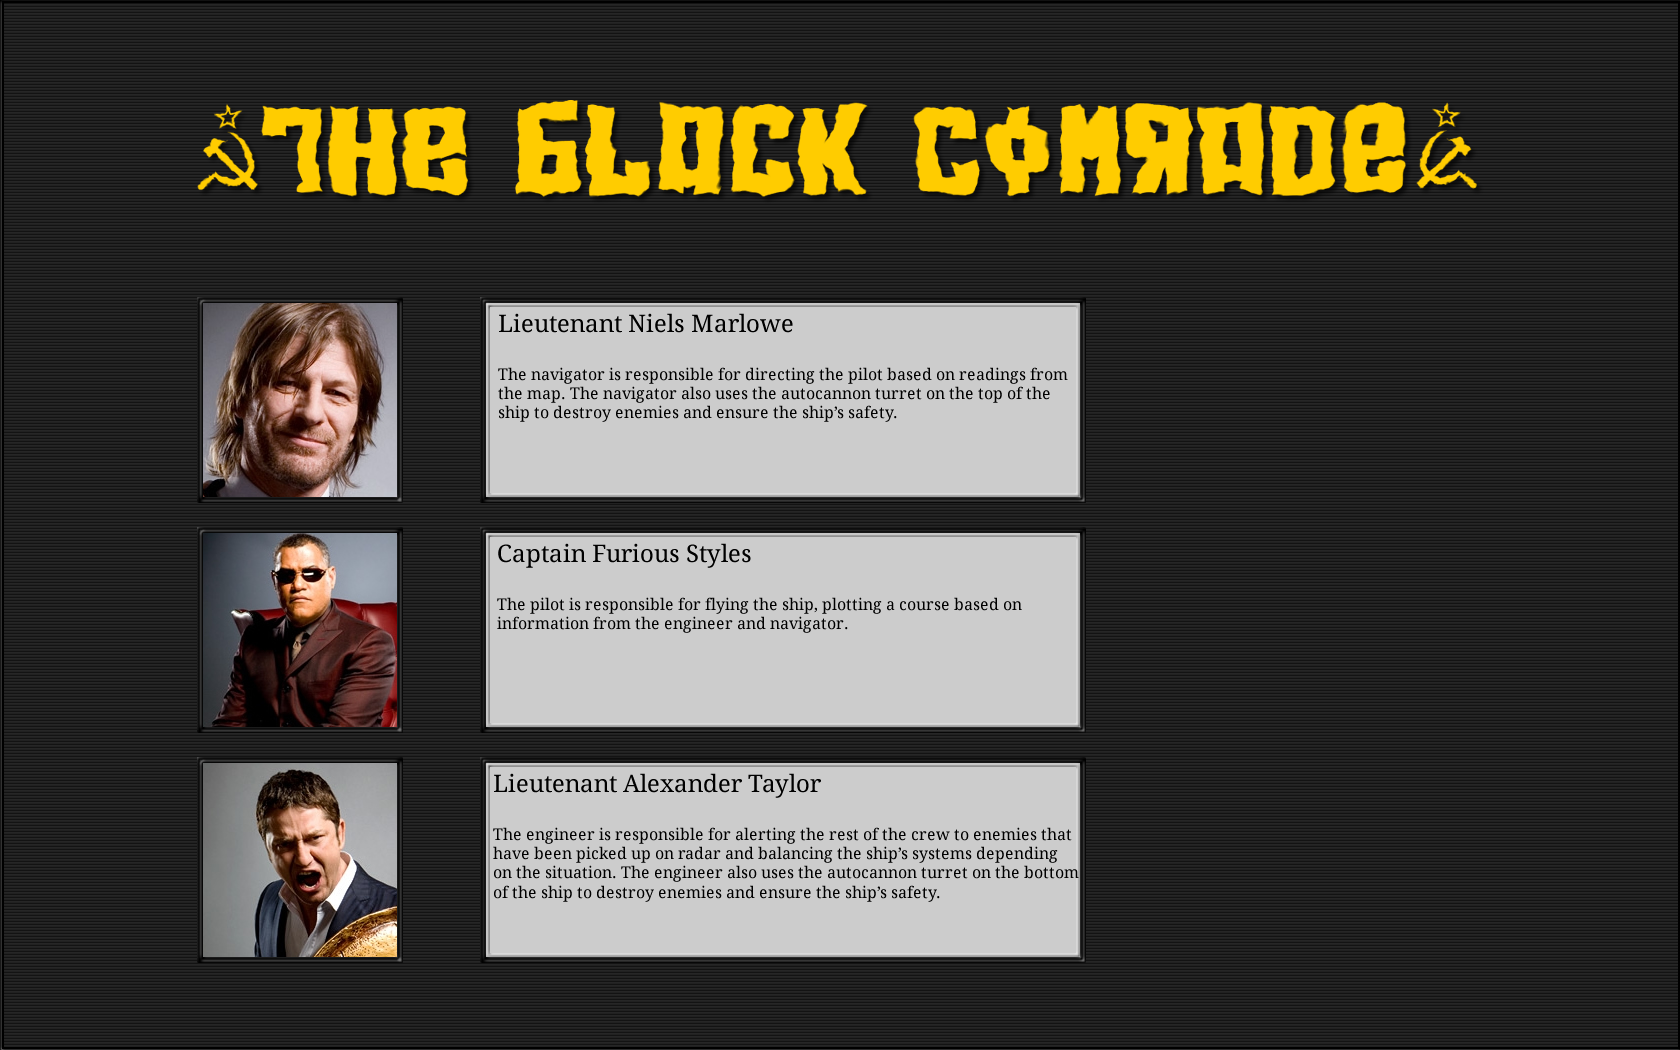 THE BLACK COMRADE
Lieutenant Niels Marlowe
The navigator is responsible for directing the pilot based on readings from
the map. The navigator also uses the autocannon turret on the top of the
ship to destroy enemies and ensure the ship’s safety.
Captain Furious Styles
The pilot is responsible for flying the ship, plotting a course based on
information from the engineer and navigator.
Lieutenant Alexander Taylor
The engineer is responsible for alerting the rest of the crew to enemies that
have been picked up on radar and balancing the ship’s systems depending
on the situation. The engineer also uses the autocannon turret on the bottom
of the ship to destroy enemies and ensure the ship’s safety.